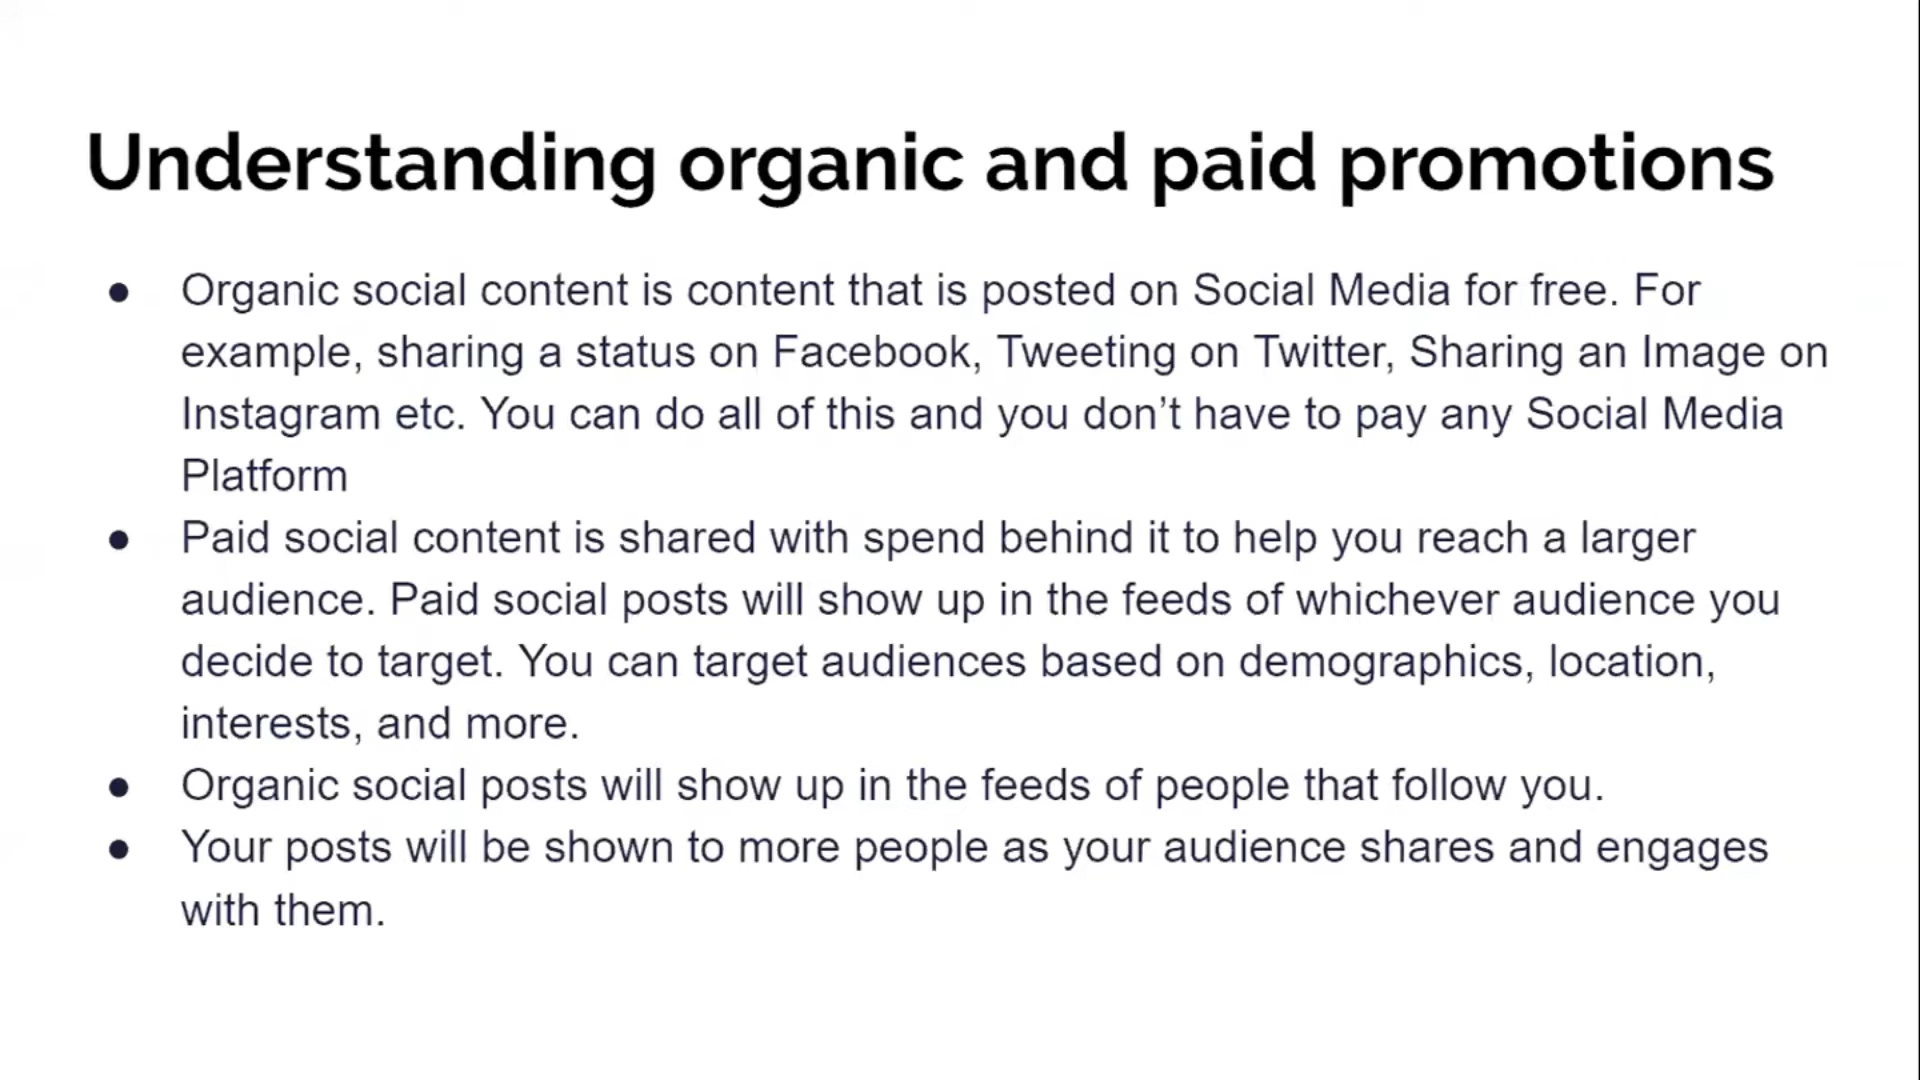 Understanding organic and paid promotions
● Organic social content is content that is posted on Social Media for free. For
example, sharing a status on Facebook, Tweeting on Twitter, Sharing an Image on
Instagram etc. You can do all of this and you don’t have to pay any Social Media
Platform
● Paid social content is shared with spend behind it to help you reach a larger
audience. Paid social posts will show up in the feeds of whichever audience you
decide to target. You can target audiences based on demographics, location,
interests, and more.
● Organic social posts will show up in the feeds of people that follow you.
● Your posts will be shown to more people as your audience shares and engages
with them.